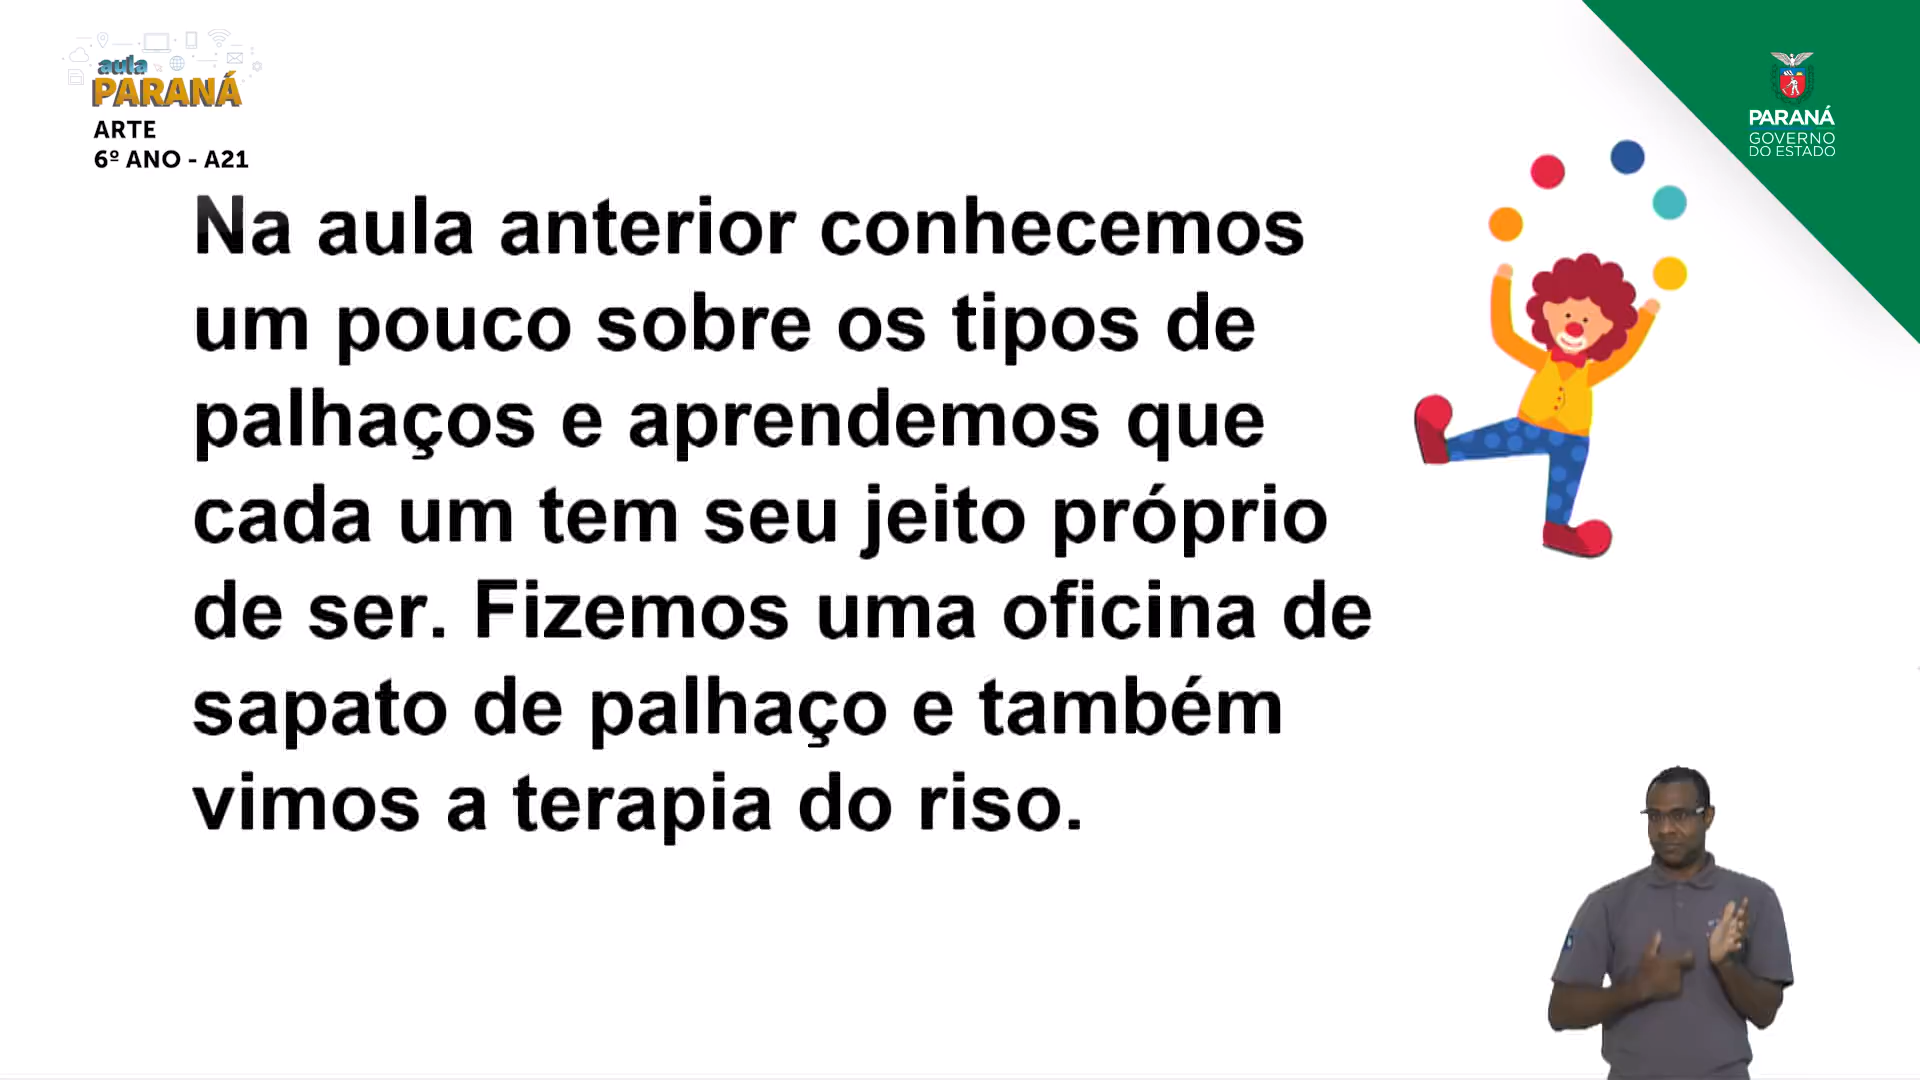 aula
PARANÁ
ARTE
6º ANO - A21
PARANÁ
GOVERNO
DO ESTADO
Na aula anterior conhecemos
um pouco sobre os tipos de
palhaços e aprendemos que
cada um tem seu jeito próprio
de ser. Fizemos uma oficina de
sapato de palhaço e também
vimos a terapia do riso.